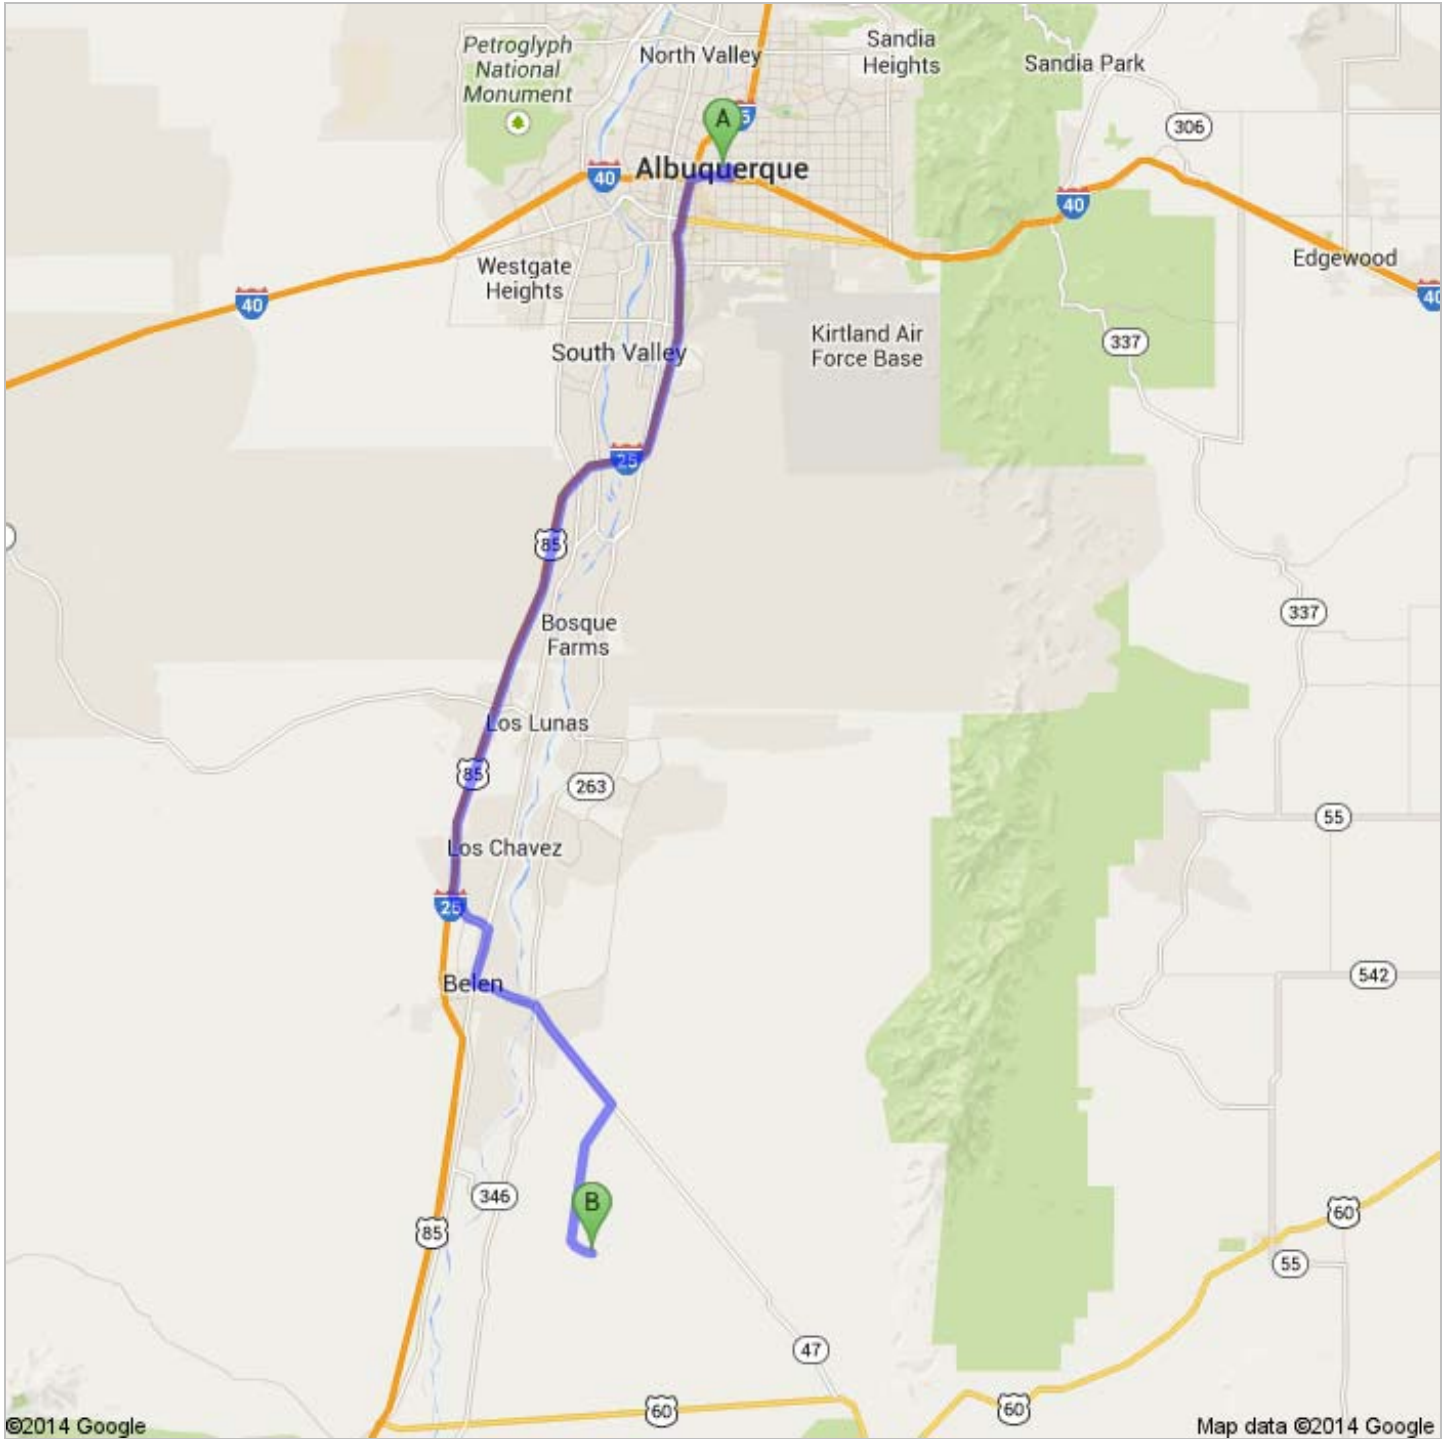 Petroglyph
National
Monument
North Valley
Sandia
Heights
Sandia Park
A
5
306
Albuquerque
40
40
Westgate
Heights
Edgewood
40
40
Kirtland Air
Force Base
337
South Valley
25
85
Bosque
Farms
337
Los Lunas
85
263
55
Los Chavez
25
542
Belen
346
B
60
85
55
47
60
60
©2014 Google
Map data ©2014 Google